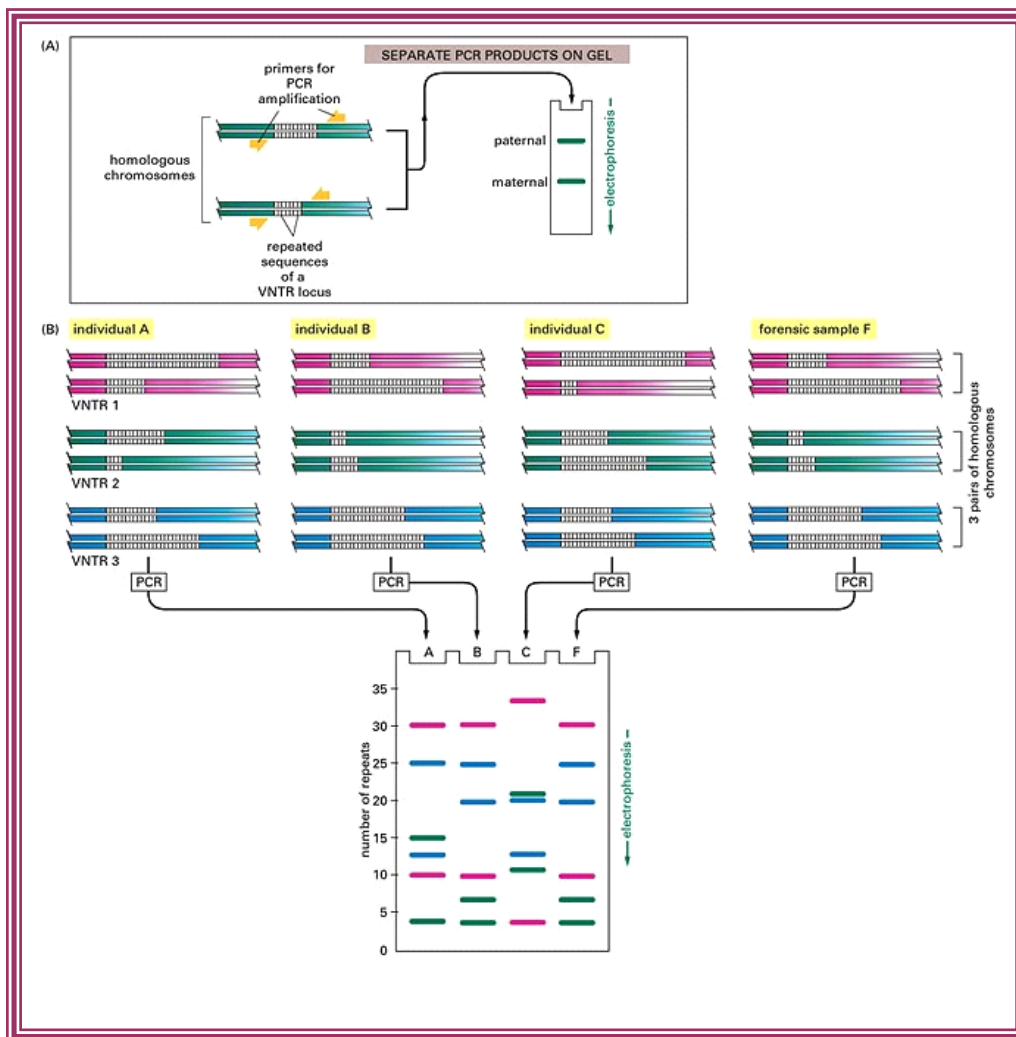 (A)
SEPARATE PCR PRODUCTS ON GEL
primers for
PCR
amplification
homologous
chromosomes
repeated
sequences
of a
VNTR locus
paternal
maternal
electrophoresis
(B)
individual A
individual B
individual C
forensic sample F
VNTR 1
VNTR 2
VNTR 3
3 pairs of homologous
chromosomes
PCR
PCR
PCR
PCR
A
B
C
F
number of repeats
35
30
25
20
15
10
5
0
electrophoresis